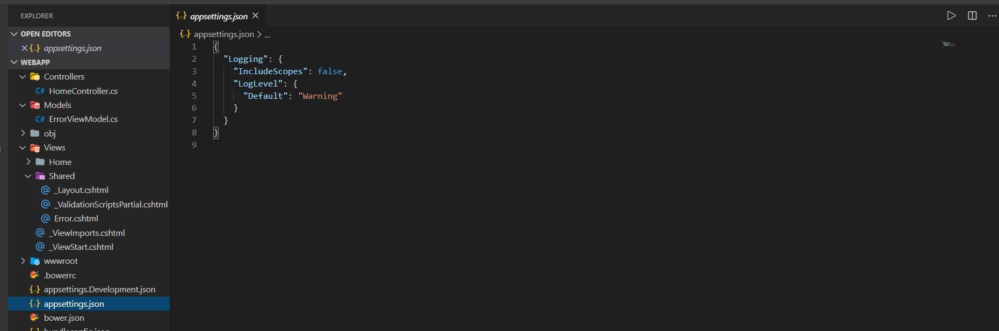 EXPLORER
OPEN EDITORS
{..} appsettings.json
WEBAPP
Controllers
C# HomeController.cs
Models
C# ErrorViewModel.cs
obj
Views
Home
Shared
@ _Layout.cshtml
@ _ValidationScriptsPartial.cshtml
@ Error.cshtml
@ _ViewImports.cshtml
@ _ViewStart.cshtml
wwwroot
.bowerrc
{..} appsettings.Development.json
{..} appsettings.json
bower.json
{..} appsettings.json
{..} appsettings.json > ...
1 {
2 "Logging": {
3 "IncludeScopes": false,
4 "LogLevel": {
5 "Default": "Warning"
6 }
7 }
8 }
9